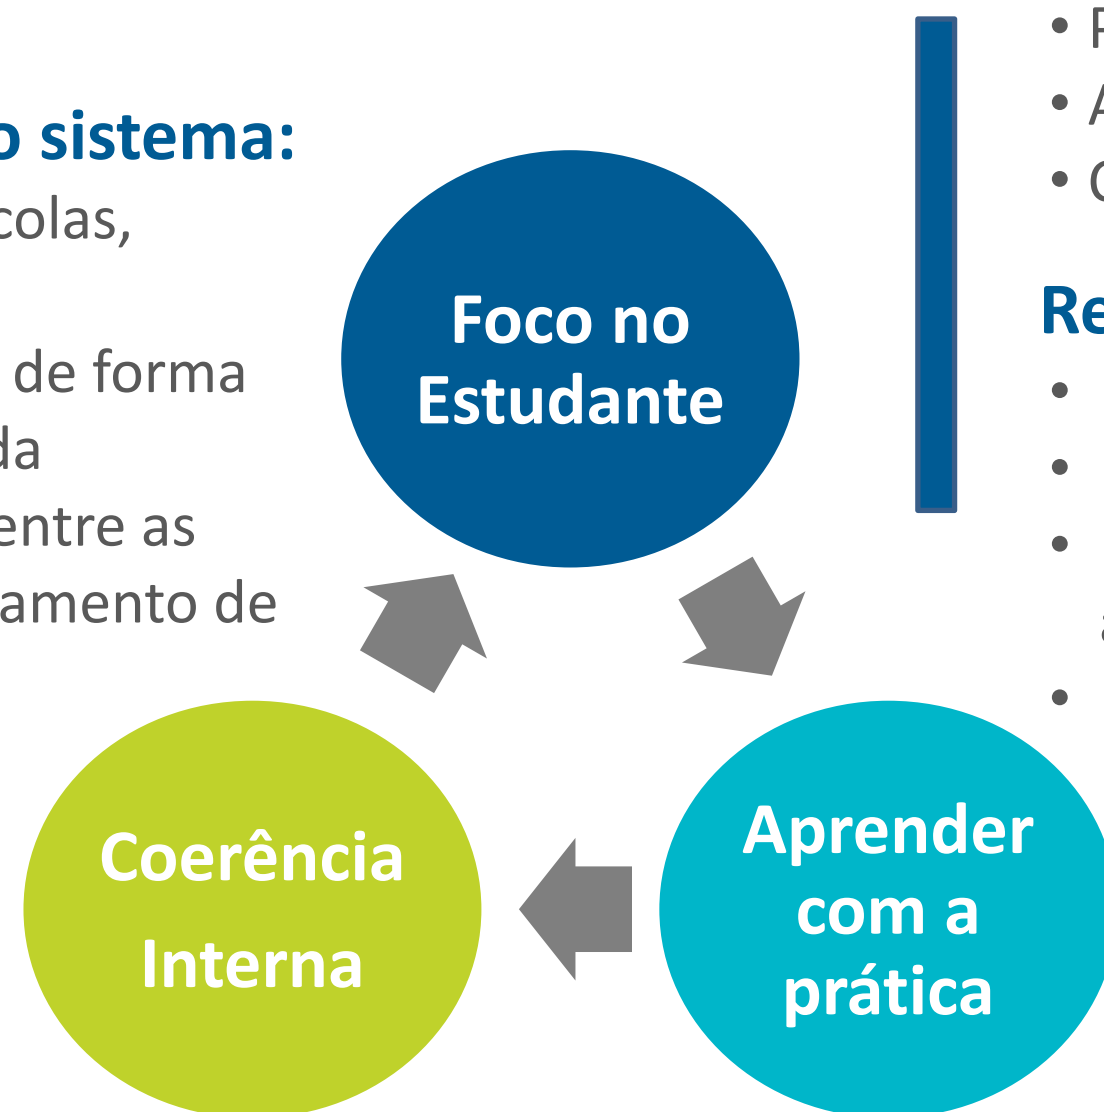 o sistema:
colas,
de forma
da
entre as
amento de
Foco no
Estudante
Aprender
com a
prática
Coerência
Interna
• P
• A
• C
Re
•
•
•
•